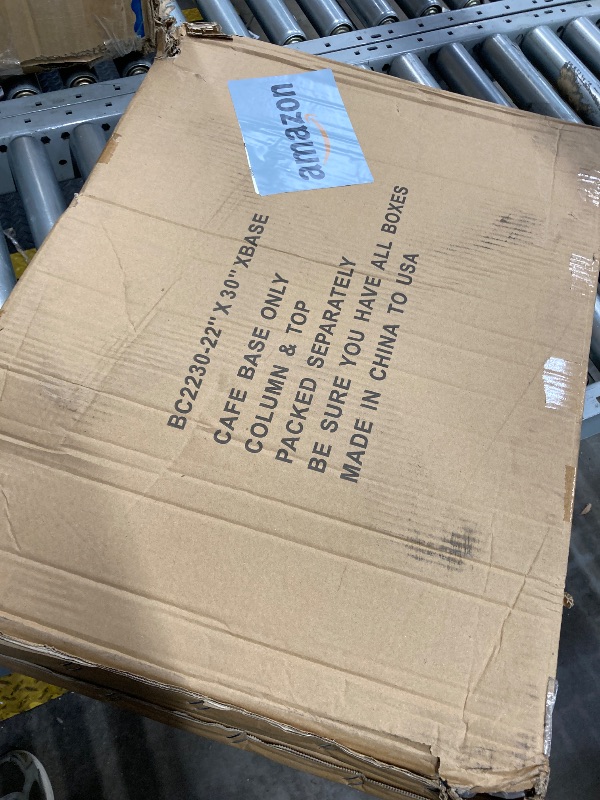 amazon
BC2230-22" X 30" XBASE
CAFE BASE ONLY
COLUMN & TOP
PACKED SEPARATELY
BE SURE YOU HAVE ALL BOXES
MADE IN CHINA TO USA